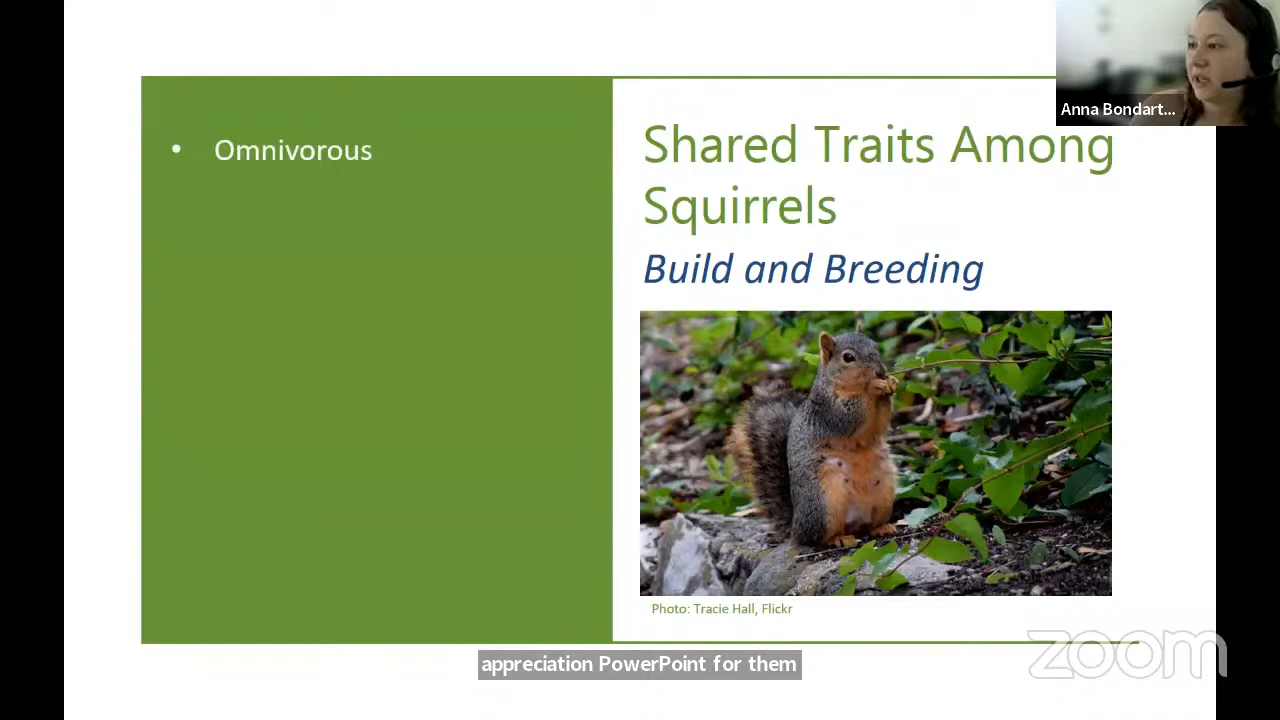 Omnivorous
Shared Traits Among
Squirrels
Build and Breeding
Photo: Tracie Hall, Flickr
Anna Bondart...
appreciation PowerPoint for them
zoom